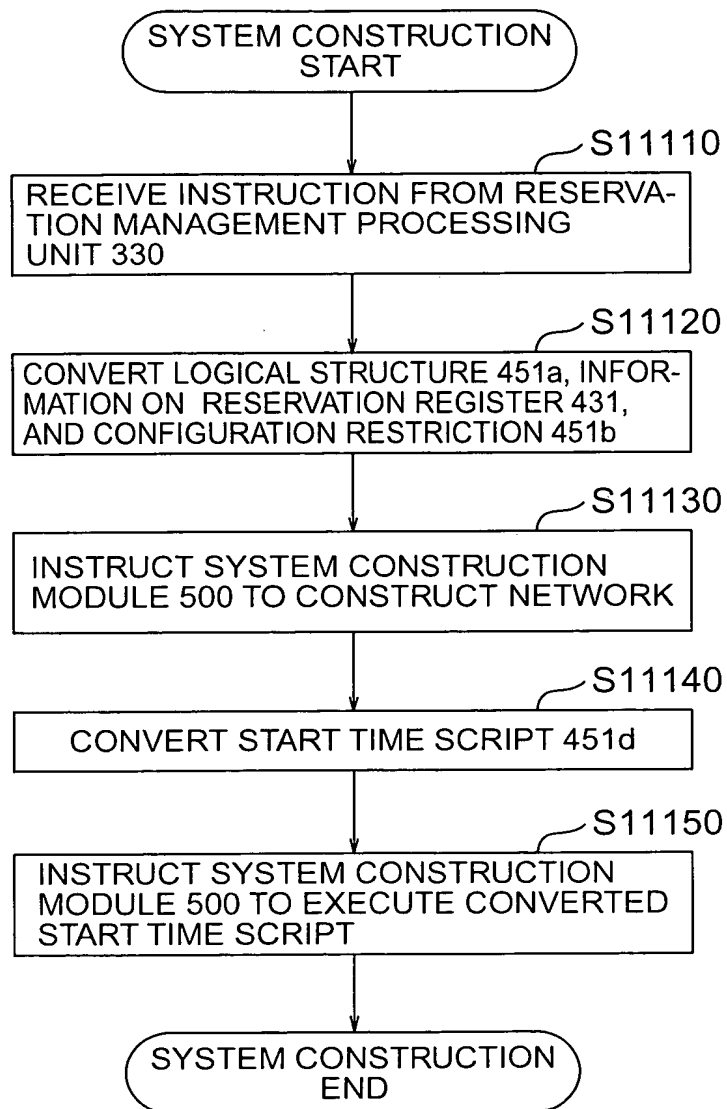 SYSTEM CONSTRUCTION
START
S11110
RECEIVE INSTRUCTION FROM RESERVA-
TION MANAGEMENT PROCESSING
UNIT 330
S11120
CONVERT LOGICAL STRUCTURE 451a, INFOR-
MATION ON RESERVATION REGISTER 431,
AND CONFIGURATION RESTRICTION 451b
S11130
INSTRUCT SYSTEM CONSTRUCTION
MODULE 500 TO CONSTRUCT NETWORK
S11140
CONVERT START TIME SCRIPT 451d
S11150
INSTRUCT SYSTEM CONSTRUCTION
MODULE 500 TO EXECUTE CONVERTED
START TIME SCRIPT
SYSTEM CONSTRUCTION
END